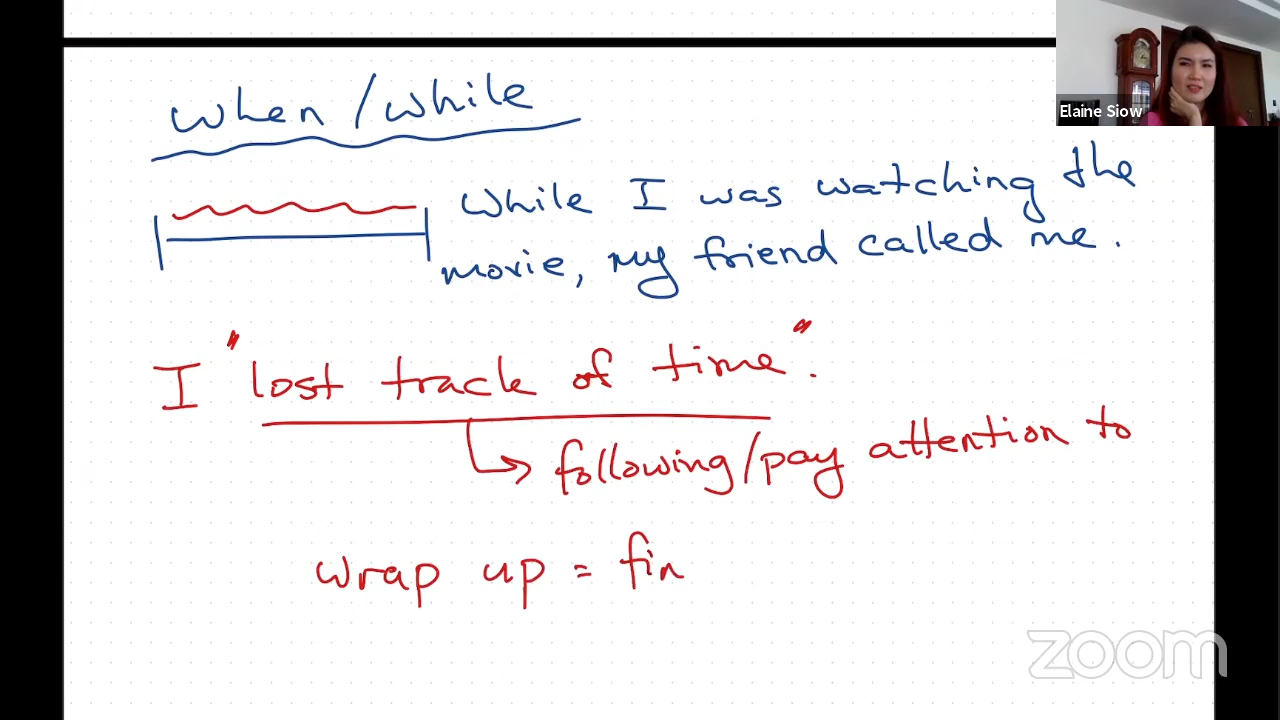 when / while
While I was watching the
movie, my friend called me.
I "lost track of time".
following/pay attention to
wrap up = fin
Elaine Siow
zoom